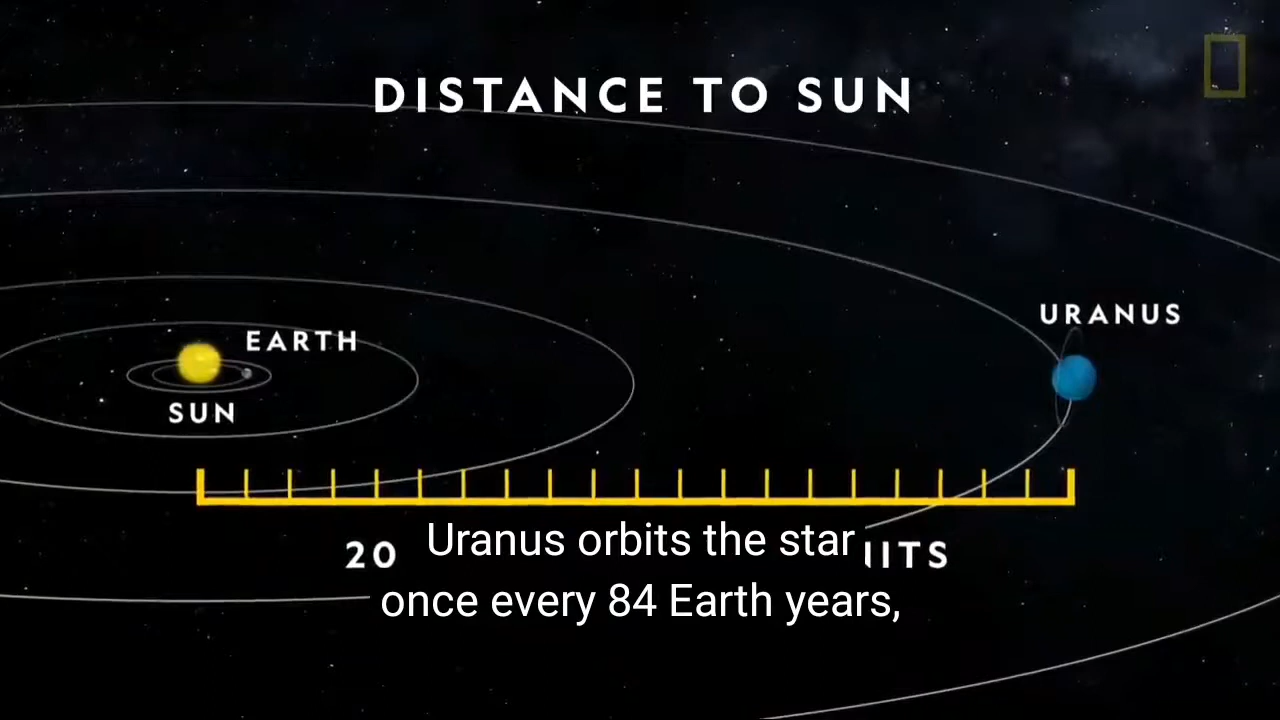 DISTANCE TO SUN
URANUS
EARTH
SUN
20
Uranus orbits the star
once every 84 Earth years,